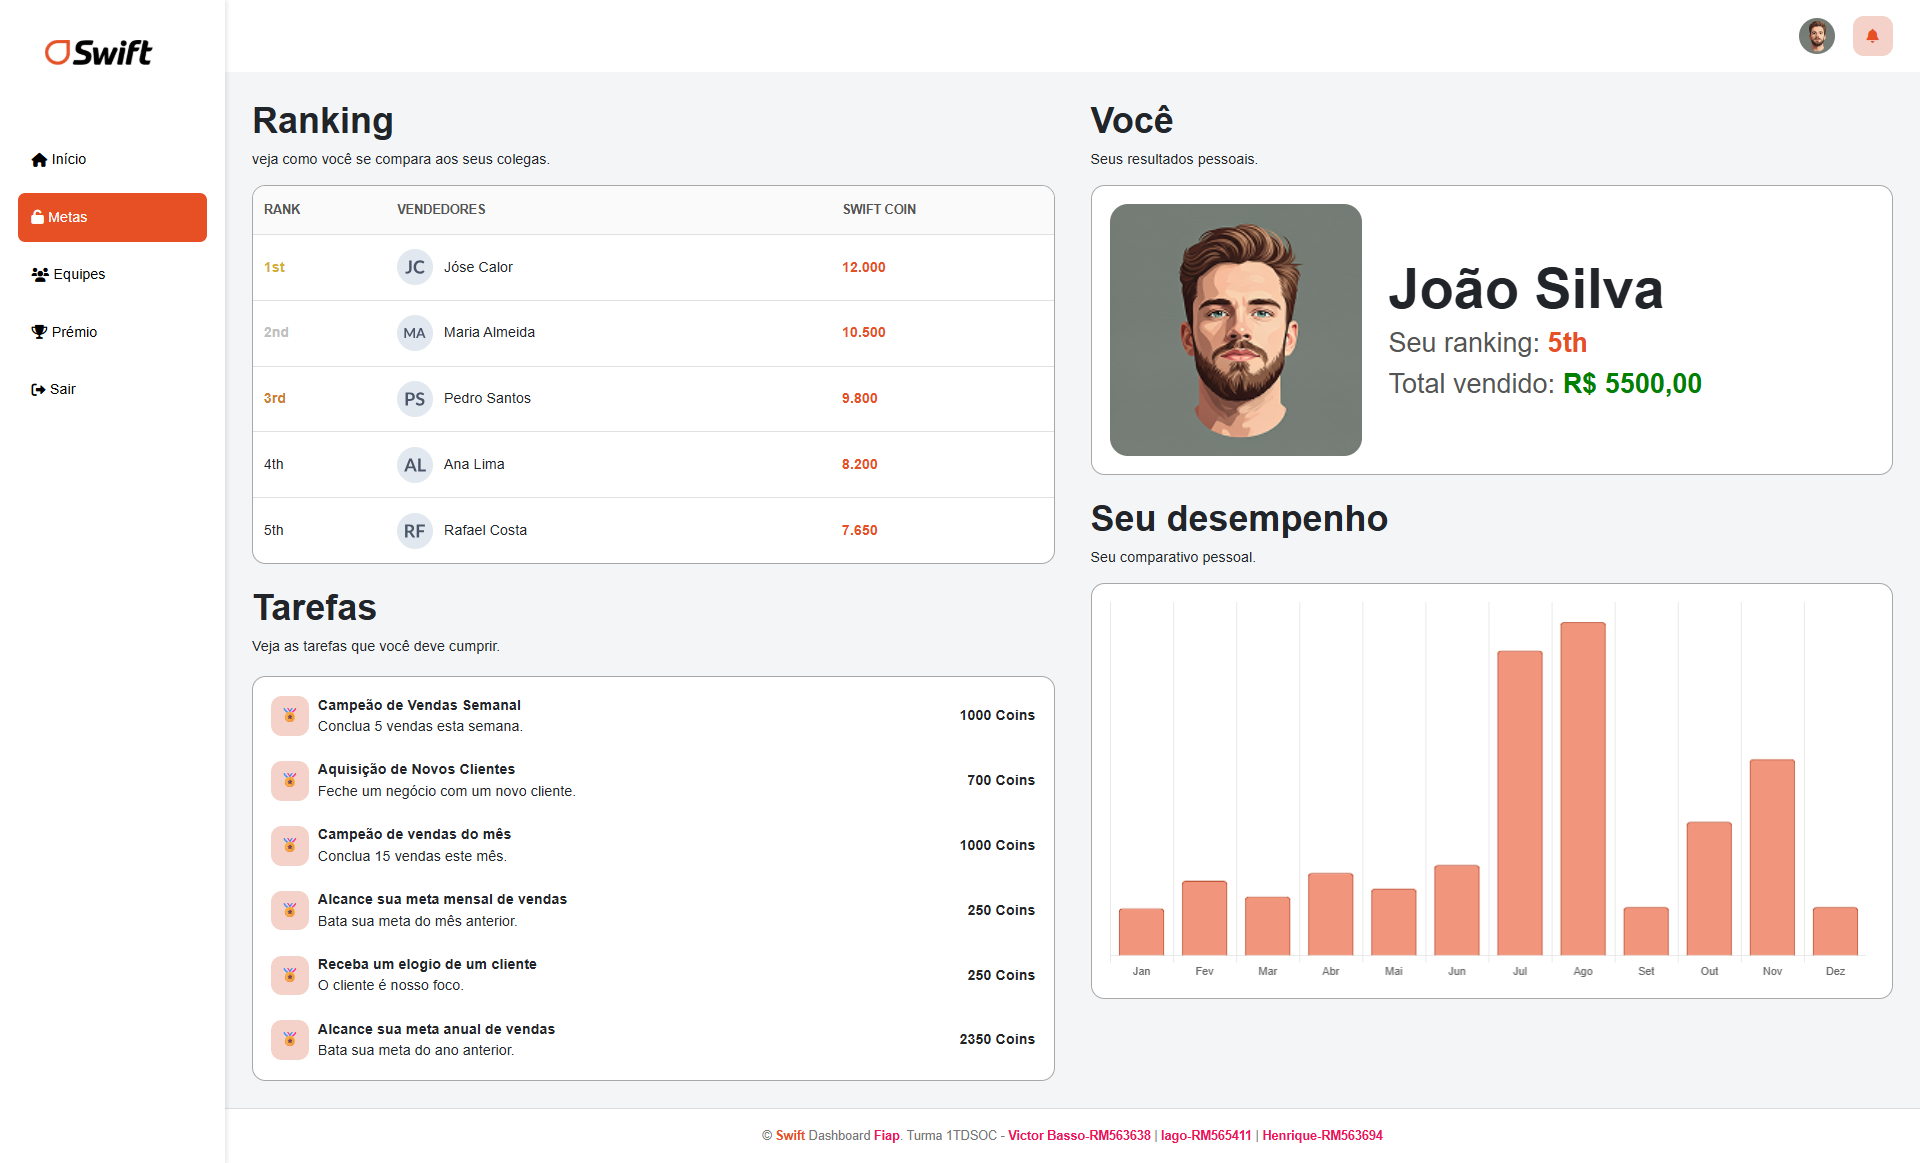 Swift
Início
Metas
Equipes
Prémio
Sair
Ranking
veja como você se compara aos seus colegas.
RANK VENDEDORES SWIFT COIN
1st JC Jóse Calor 12.000
2nd MA Maria Almeida 10.500
3rd PS Pedro Santos 9.800
4th AL Ana Lima 8.200
5th RF Rafael Costa 7.650
Tarefas
Veja as tarefas que você deve cumprir.
Campeão de Vendas Semanal
Conclua 5 vendas esta semana.
1000 Coins
Aquisição de Novos Clientes
Feche um negócio com um novo cliente.
700 Coins
Campeão de vendas do mês
Conclua 15 vendas este mês.
1000 Coins
Alcance sua meta mensal de vendas
Bata sua meta do mês anterior.
250 Coins
Receba um elogio de um cliente
O cliente é nosso foco.
250 Coins
Alcance sua meta anual de vendas
Bata sua meta do ano anterior.
2350 Coins
Você
Seus resultados pessoais.
João Silva
Seu ranking: 5th
Total vendido: R$ 5500,00
Seu desempenho
Seu comparativo pessoal.
Jan Fev Mar Abr Mai Jun Jul Ago Set Out Nov Dez
© Swift Dashboard Fiap. Turma 1TDSOC - Victor Basso-RM563638 | Iago-RM565411 | Henrique-RM563694